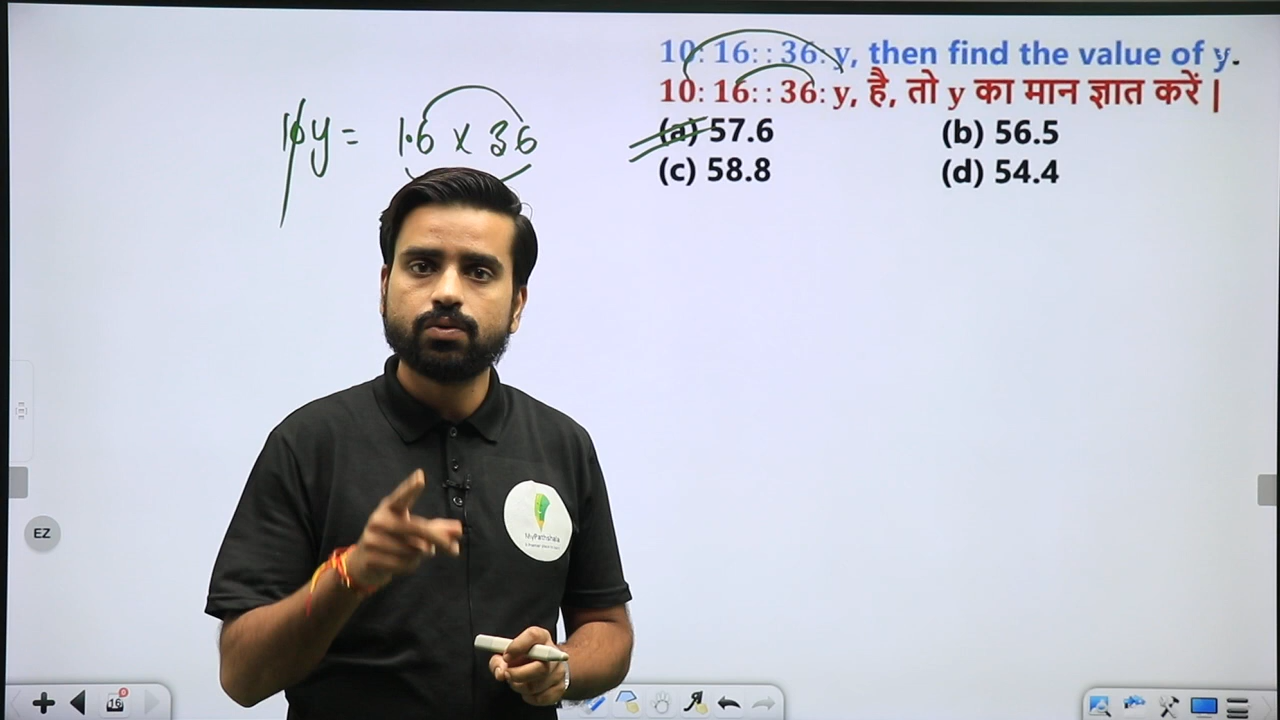 10: 16: : 36: y, then find the value of y.
10: 16: : 36: y, है, तो y का मान ज्ञात करें |
(a) 57.6 (b) 56.5
(c) 58.8 (d) 54.4
10y = 1.6 x 36
MyPathshala
EZ
16